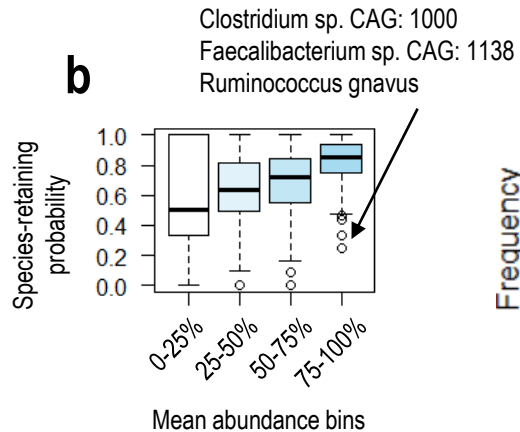 Clostridium sp. CAG: 1000
Faecalibacterium sp. CAG: 1138
Ruminococcus gnavus
b
Species-retaining
probability
1.0
0.8
0.6
0.4
0.2
0.0
0-25%
25-50%
50-75%
75-100%
Mean abundance bins
Frequency